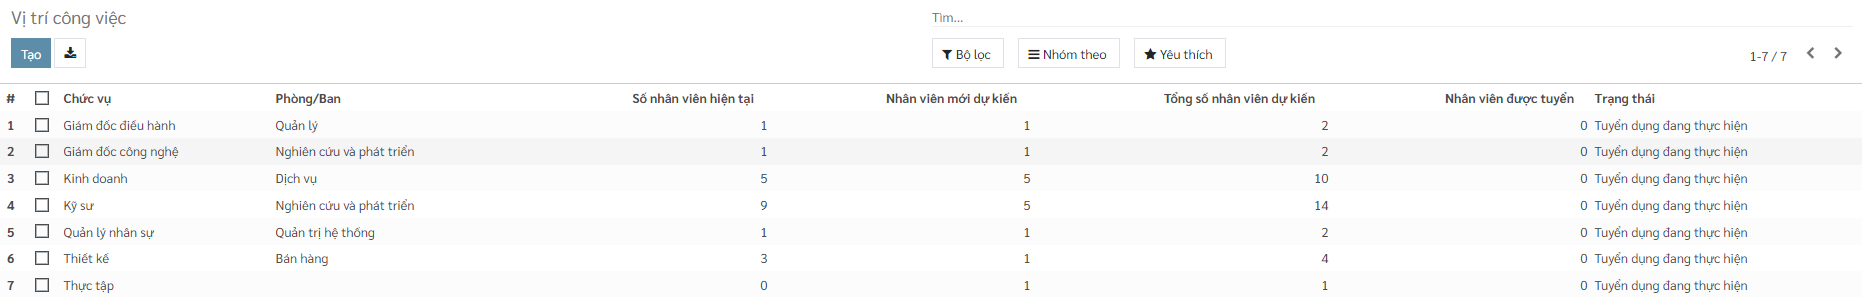 Vị trí công việc
Tìm...
Tạo
Bộ lọc Nhóm theo Yêu thích
1-7 / 7
# Chức vụ Phòng/Ban Số nhân viên hiện tại Nhân viên mới dự kiến Tổng số nhân viên dự kiến Nhân viên được tuyển Trạng thái
1 Giám đốc điều hành Quản lý 1 1 2 0 Tuyển dụng đang thực hiện
2 Giám đốc công nghệ Nghiên cứu và phát triển 1 1 2 0 Tuyển dụng đang thực hiện
3 Kinh doanh Dịch vụ 5 5 10 0 Tuyển dụng đang thực hiện
4 Kỹ sư Nghiên cứu và phát triển 9 5 14 0 Tuyển dụng đang thực hiện
5 Quản lý nhân sự Quản trị hệ thống 1 1 2 0 Tuyển dụng đang thực hiện
6 Thiết kế Bán hàng 3 1 4 0 Tuyển dụng đang thực hiện
7 Thực tập 0 1 1 0 Tuyển dụng đang thực hiện